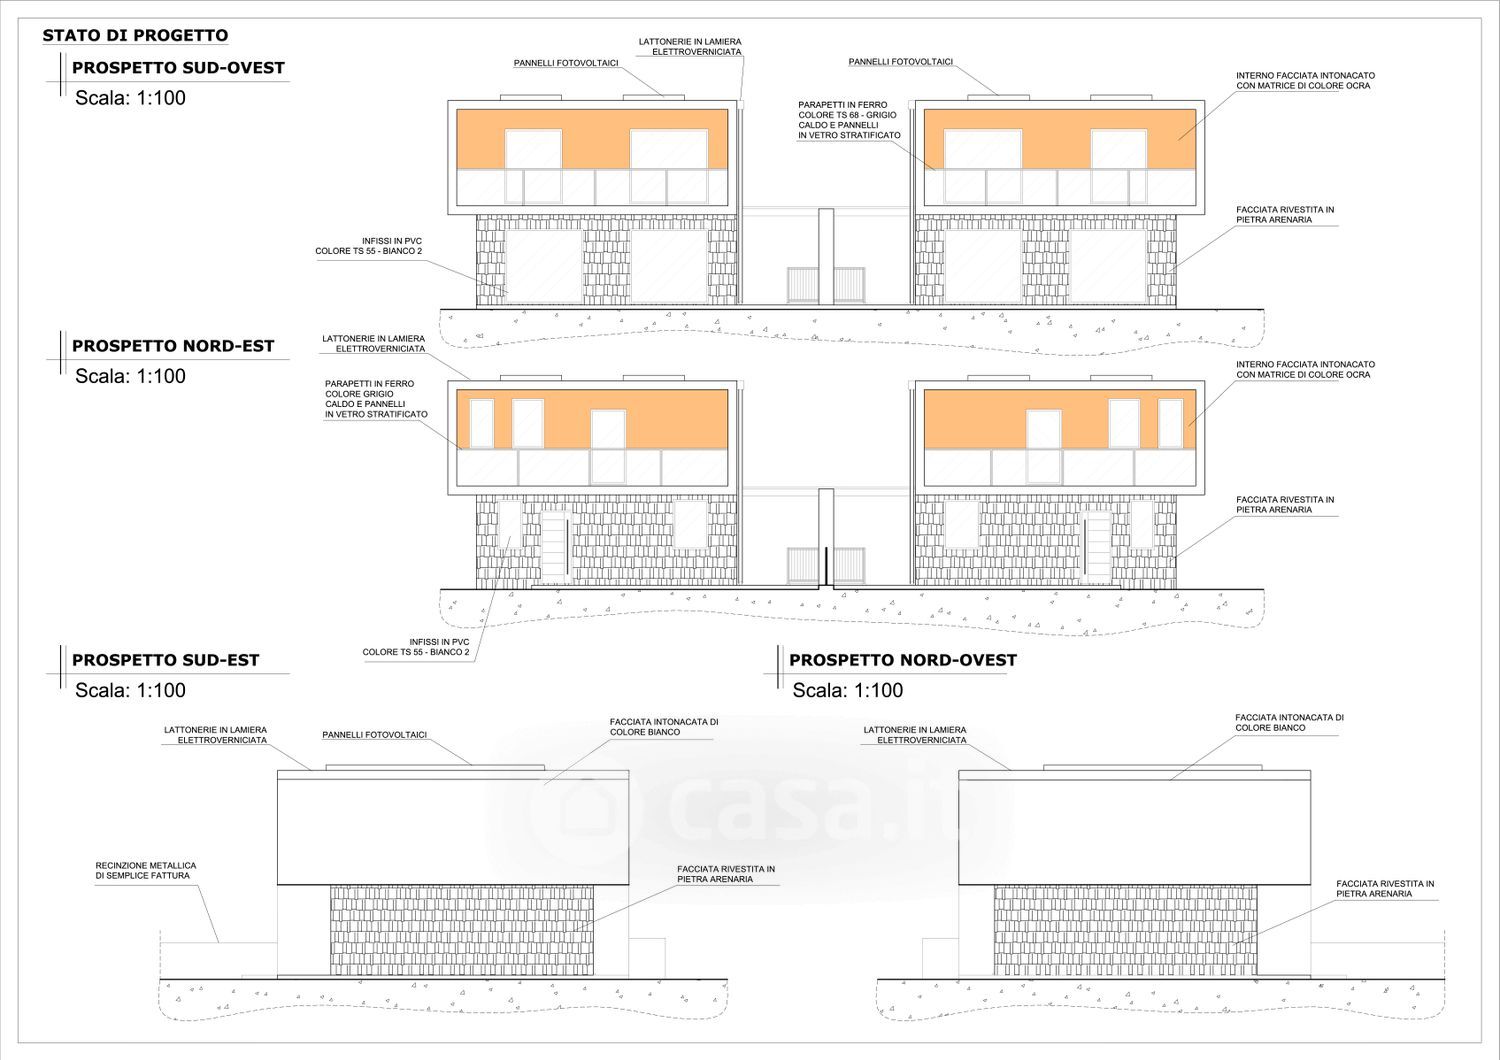 STATO DI PROGETTO
PROSPETTO SUD-OVEST
Scala: 1:100
LATTONERIE IN LAMIERA
ELETTROVERNICIATA
PANNELLI FOTOVOLTAICI
PANNELLI FOTOVOLTAICI
INTERNO FACCIATA INTONACATO
CON MATRICE DI COLORE OCRA
PARAPETTI IN FERRO
COLORE TS 68 - GRIGIO
CALDO E PANNELLI
IN VETRO STRATIFICATO
FACCIATA RIVESTITA IN
PIETRA ARENARIA
INFISSI IN PVC
COLORE TS 55 - BIANCO 2
PROSPETTO NORD-EST
Scala: 1:100
LATTONERIE IN LAMIERA
ELETTROVERNICIATA
PARAPETTI IN FERRO
COLORE GRIGIO
CALDO E PANNELLI
IN VETRO STRATIFICATO
INTERNO FACCIATA INTONACATO
CON MATRICE DI COLORE OCRA
FACCIATA RIVESTITA IN
PIETRA ARENARIA
INFISSI IN PVC
COLORE TS 55 - BIANCO 2
PROSPETTO SUD-EST
Scala: 1:100
LATTONERIE IN LAMIERA
ELETTROVERNICIATA
PANNELLI FOTOVOLTAICI
FACCIATA INTONACATA DI
COLORE BIANCO
RECINZIONE METALLICA
DI SEMPLICE FATTURA
FACCIATA RIVESTITA IN
PIETRA ARENARIA
PROSPETTO NORD-OVEST
Scala: 1:100
LATTONERIE IN LAMIERA
ELETTROVERNICIATA
FACCIATA INTONACATA DI
COLORE BIANCO
FACCIATA RIVESTITA IN
PIETRA ARENARIA
casa.it